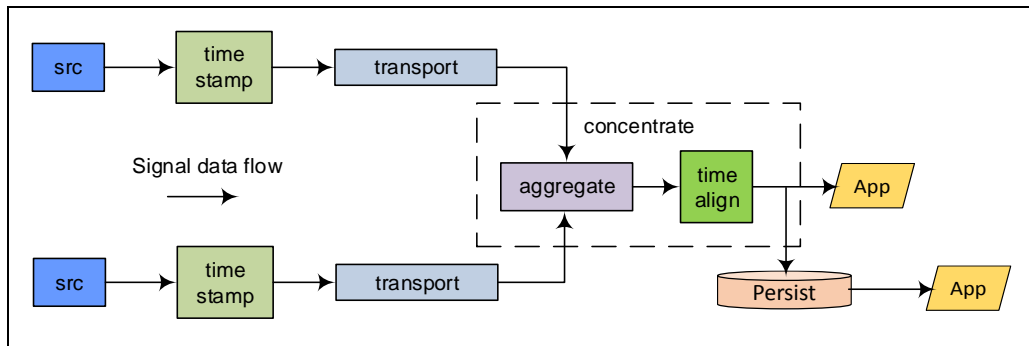 src
time
stamp
transport
concentrate
Signal data flow
aggregate
time
align
App
src
time
stamp
transport
Persist
App